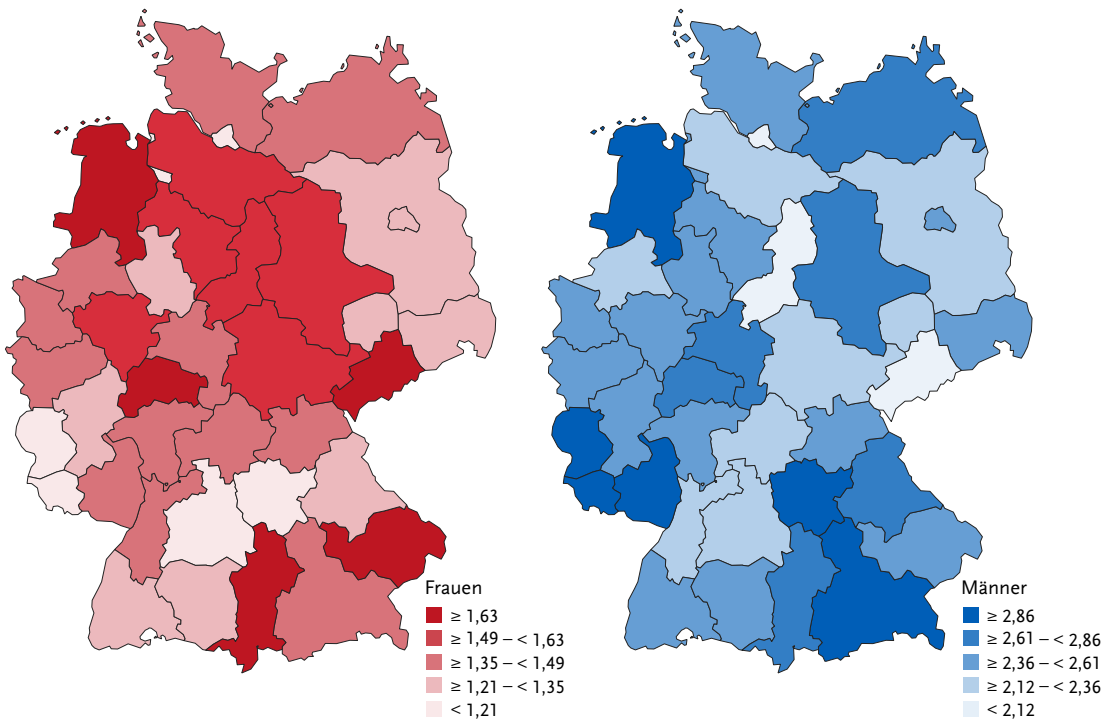 Frauen
≥ 1,63
≥ 1,49 – < 1,63
≥ 1,35 – < 1,49
≥ 1,21 – < 1,35
< 1,21
Männer
≥ 2,86
≥ 2,61 – < 2,86
≥ 2,36 – < 2,61
≥ 2,12 – < 2,36
< 2,12